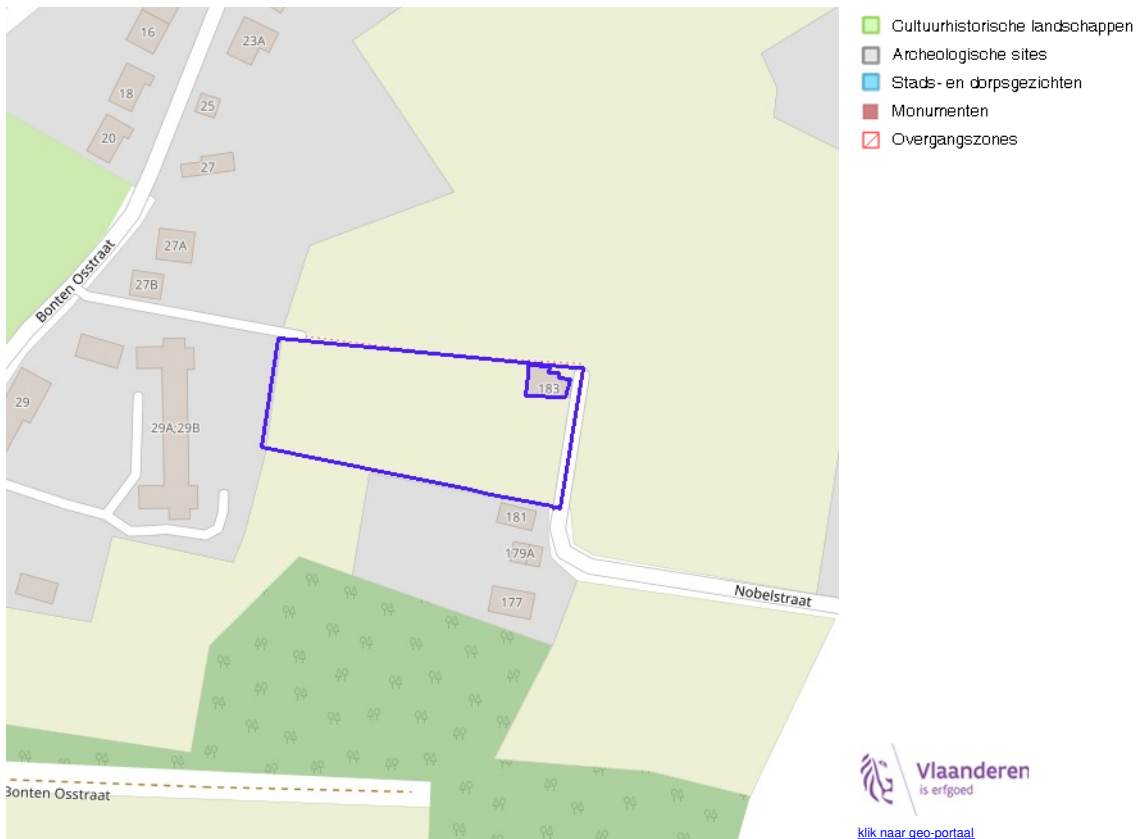 16
23A
18
25
20
27
27A
27B
Bonten Osstraat
29
29A;29B
183
181
179A
177
Nobelstraat
Bonten Osstraat
Cultuurhistorische landschappen
Archeologische sites
Stads- en dorpsgezichten
Monumenten
Overgangszones
Vlaanderen
is erfgoed
klik naar geo-portaal